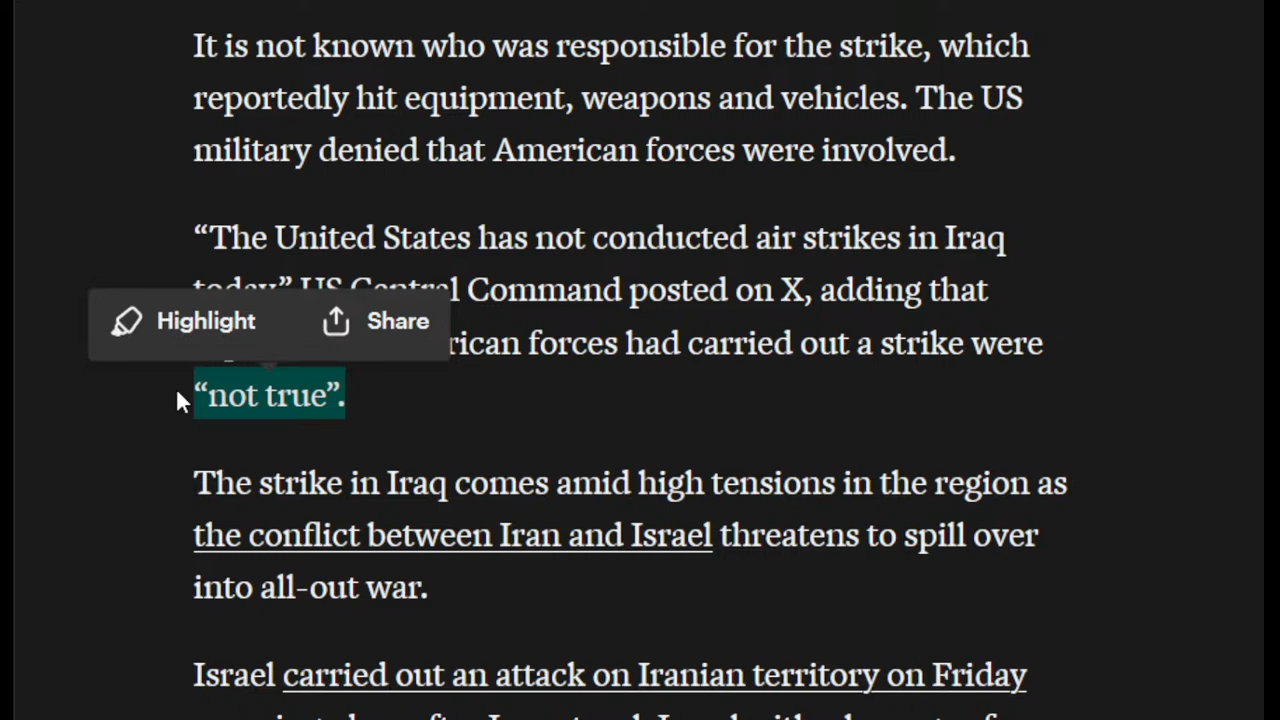 It is not known who was responsible for the strike, which
reportedly hit equipment, weapons and vehicles. The US
military denied that American forces were involved.
“The United States has not conducted air strikes in Iraq
today,” US Central Command posted on X, adding that
Highlight Share
rican forces had carried out a strike were
“not true”.
The strike in Iraq comes amid high tensions in the region as
the conflict between Iran and Israel threatens to spill over
into all-out war.
Israel carried out an attack on Iranian territory on Friday